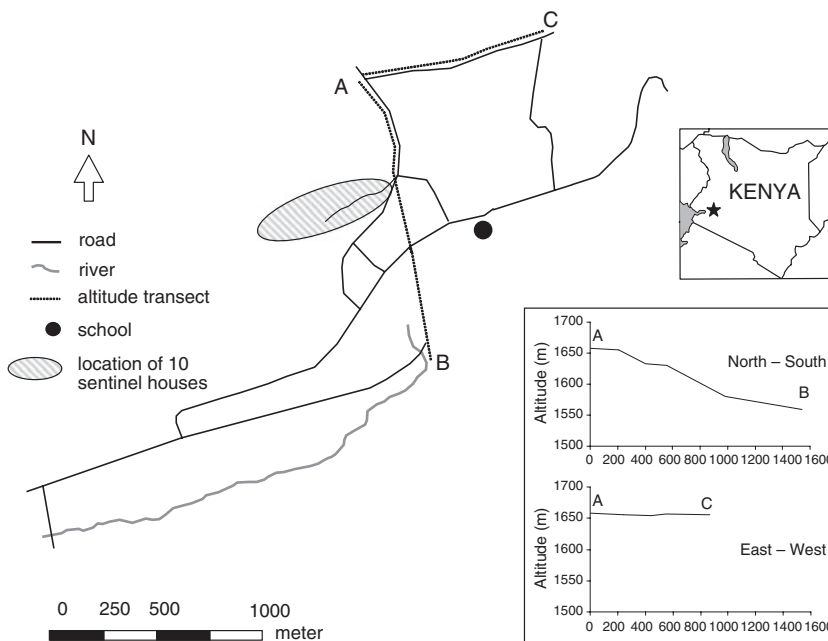 C
A
N
KENYA
road
river
altitude transect
school
location of 10
sentinel houses
B
0 250 500 1000
meter
1700
1650
1600
1550
1500
Altitude (m)
A
North – South
B
0 200 400 600 800 1000 1200 1400 1600
1700
1650
1600
1550
1500
Altitude (m)
A
C
East – West
0 200 400 600 800 1000 1200 1400 1600